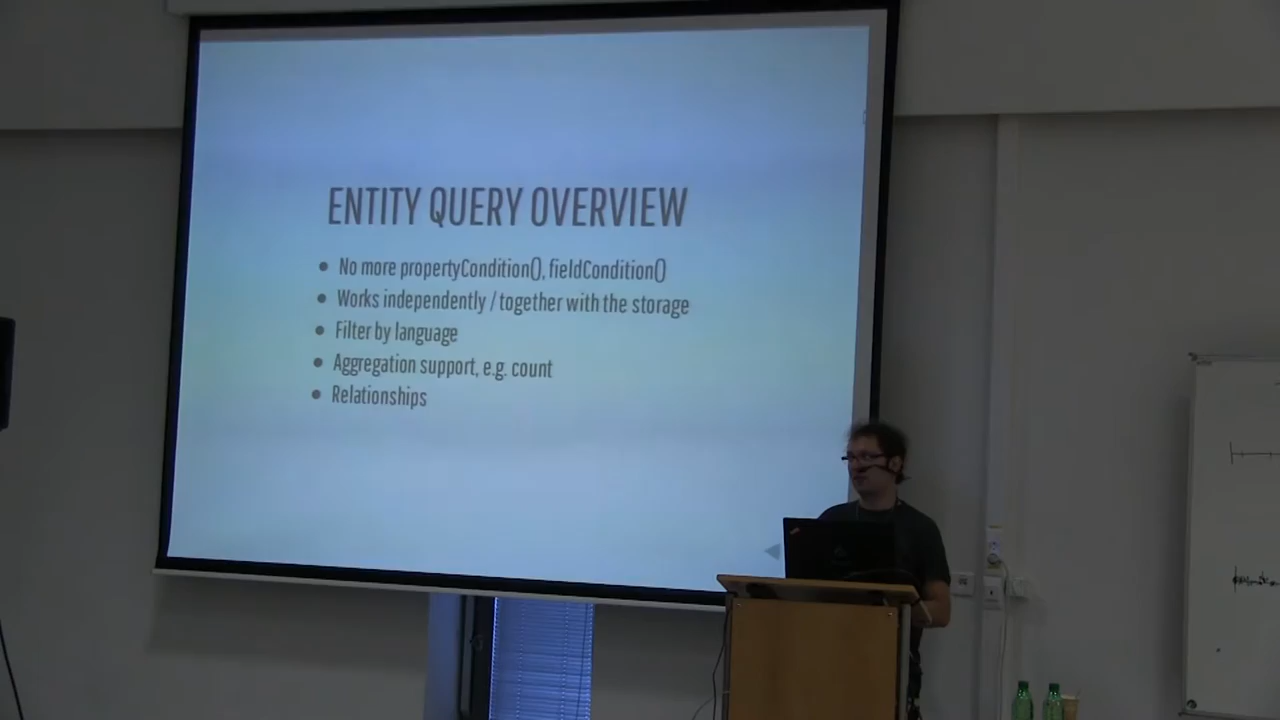 ENTITY QUERY OVERVIEW
• No more propertyCondition(), fieldCondition()
• Works independently / together with the storage
• Filter by language
• Aggregation support, e.g. count
• Relationships